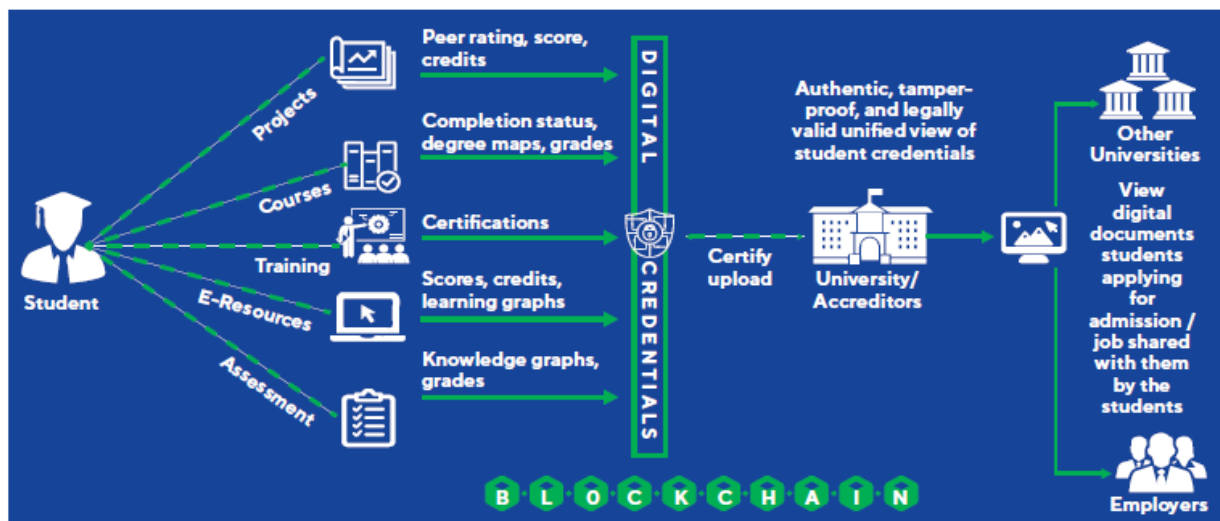 Peer rating, score,
credits
Projects
Completion status,
degree maps, grades
Courses
Certifications
Training
Scores, credits,
learning graphs
E-Resources
Knowledge graphs,
grades
Assessment
Student
DIGITAL
CREDENTIALS
Certify
upload
Authentic, tamper-
proof, and legally
valid unified view of
student credentials
University/
Accreditors
Other
Universities
View
digital
documents
students
applying
for
admission /
job shared
with them
by the
students
Employers
BLOCKCHAIN